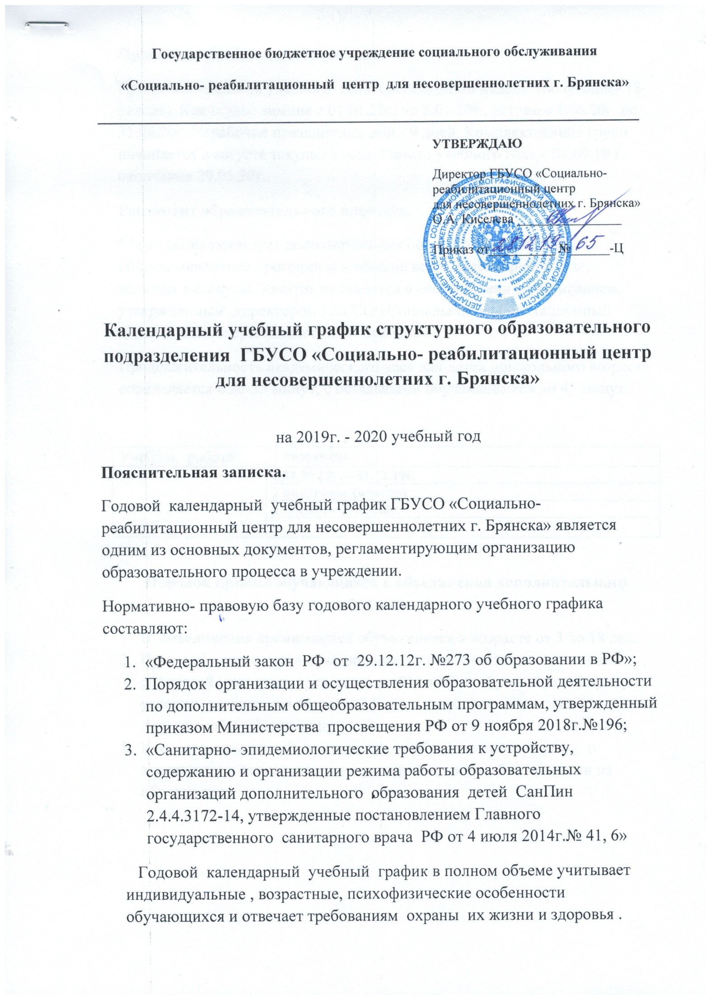 Государственное бюджетное учреждение социального обслуживания
«Социально- реабилитационный центр для несовершеннолетних г. Брянска»
УТВЕРЖДАЮ
Директор ГБУСО «Социально-
реабилитационный центр
для несовершеннолетних г. Брянска»
О.А. Киселева
Приказ от № 65 -Ц
Календарный учебный график структурного образовательного
подразделения ГБУСО «Социально- реабилитационный центр
для несовершеннолетних г. Брянска»
на 2019г. - 2020 учебный год
Пояснительная записка.
Годовой календарный учебный график ГБУСО «Социально-
реабилитационный центр для несовершеннолетних г. Брянска» является
одним из основных документов, регламентирующим организацию
образовательного процесса в учреждении.
Нормативно- правовую базу годового календарного учебного графика
составляют:
1. «Федеральный закон РФ от 29.12.12г. №273 об образовании в РФ»;
2. Порядок организации и осуществления образовательной деятельности
по дополнительным общеобразовательным программам, утвержденный
приказом Министерства просвещения РФ от 9 ноября 2018г.№196;
3. «Санитарно- эпидемиологические требования к устройству,
содержанию и организации режима работы образовательных
организаций дополнительного образования детей СанПин
2.4.4.3172-14, утвержденные постановлением Главного
государственного санитарного врача РФ от 4 июля 2014г.№ 41, 6»
Годовой календарный учебный график в полном объеме учитывает
индивидуальные , возрастные, психофизические особенности
обучающихся и отвечает требованиям охраны их жизни и здоровья .